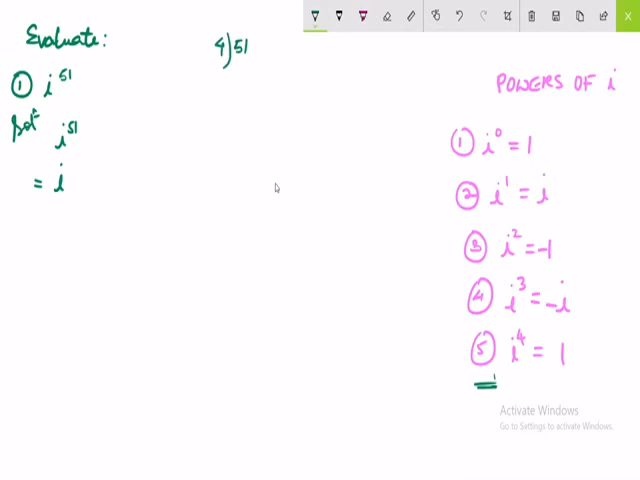 Evaluate:
4)51
① i⁵¹
Solⁿ i⁵¹
= i
POWERS OF i
① i⁰ = 1
② i¹ = i
③ i² = -1
④ i³ = -i
⑤ i⁴ = 1
Activate Windows
Go to Settings to activate Windows.